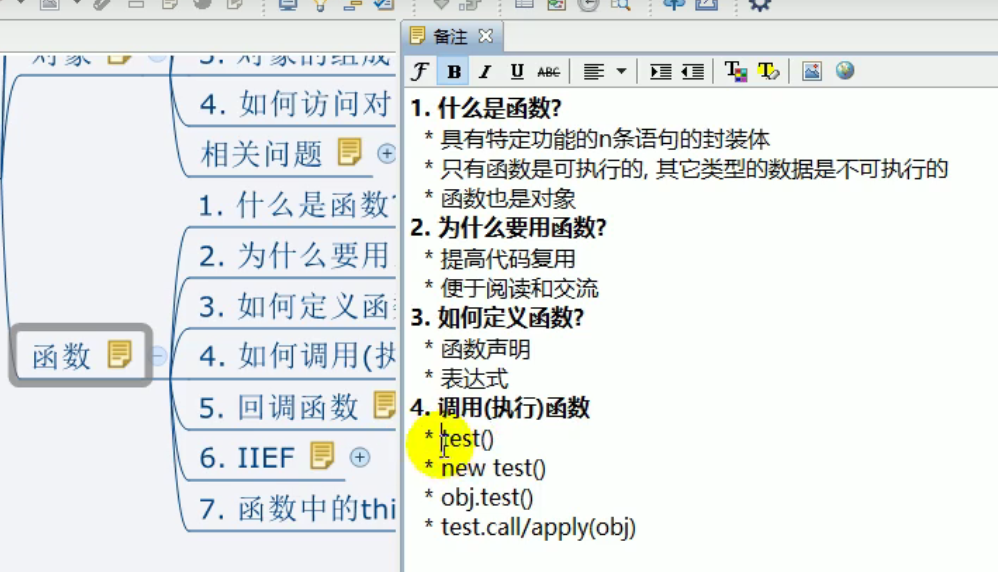 备注
F B I U ABC
对象
3. 对象的组成
4. 如何访问对
相关问题
1. 什么是函数?
2. 为什么要用
3. 如何定义函
函数
4. 如何调用(执
5. 回调函数
6. IIEF
7. 函数中的thi
1. 什么是函数?
* 具有特定功能的n条语句的封装体
* 只有函数是可执行的, 其它类型的数据是不可执行的
* 函数也是对象
2. 为什么要用函数?
* 提高代码复用
* 便于阅读和交流
3. 如何定义函数?
* 函数声明
* 表达式
4. 调用(执行)函数
* test()
* new test()
* obj.test()
* test.call/apply(obj)